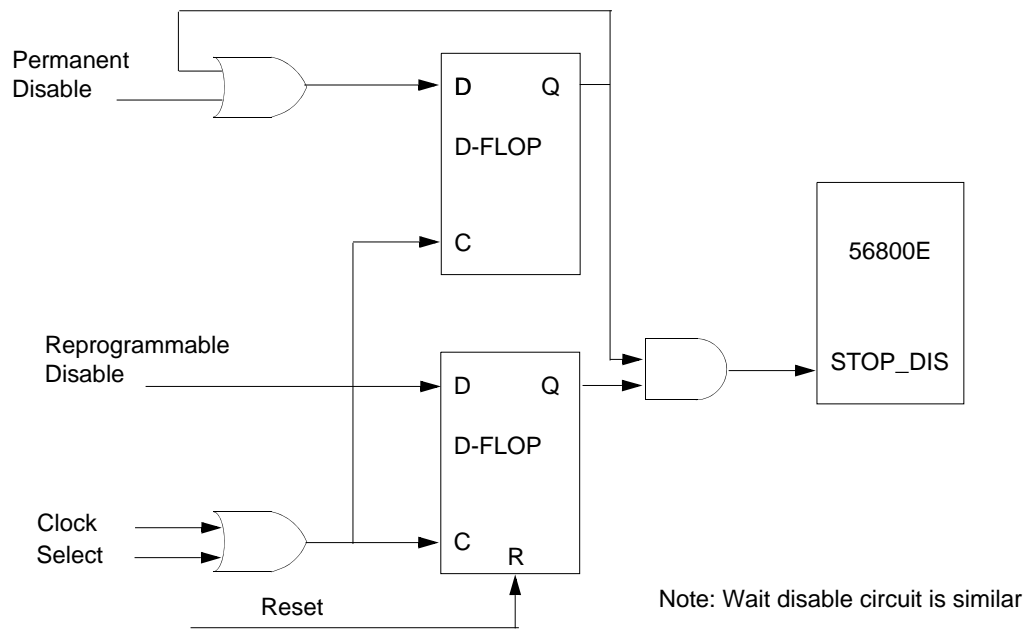 Permanent
Disable
D
Q
D-FLOP
C
56800E
STOP_DIS
Reprogrammable
Disable
D
Q
D-FLOP
C
R
Clock
Select
Reset
Note: Wait disable circuit is similar